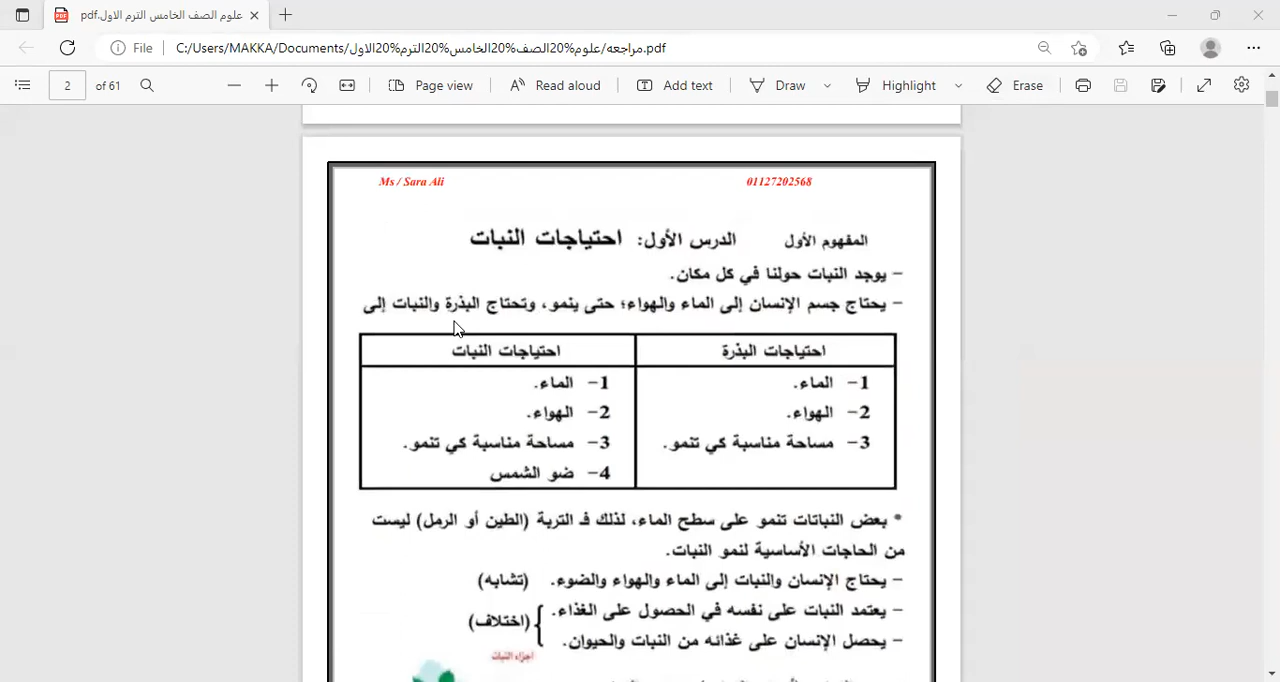 علوم الصف الخامس الترم الاول.pdf
File
C:/Users/MAKKA/Documents/مراجعه/علوم%20الصف%20الخامس%20الترم%20الاول.pdf
2 of 61
Page view
Read aloud
Add text
Draw
Highlight
Erase
Ms / Sara Ali
01127202568
المفهوم الأول الدرس الأول: احتياجات النبات
– يوجد النبات حولنا في كل مكان.
– يحتاج جسم الإنسان إلى الماء والهواء؛ حتى ينمو، وتحتاج البذرة والنبات إلى
احتياجات البذرة احتياجات النبات
1– الماء. 1– الماء.
2– الهواء. 2– الهواء.
3– مساحة مناسبة كي تنمو. 3– مساحة مناسبة كي تنمو.
4– ضو الشمس
• بعض النباتات تنمو على سطح الماء، لذلك فـ التربة (الطين أو الرمل) ليست
من الحاجات الأساسية لنمو النبات.
– يحتاج الإنسان والنبات إلى الماء والهواء والضوء. (تشابه)
– يعتمد النبات على نفسه في الحصول على الغذاء.
(اختلاف)
– يحصل الإنسان على غذائه من النبات والحيوان.
اجزاء النبات